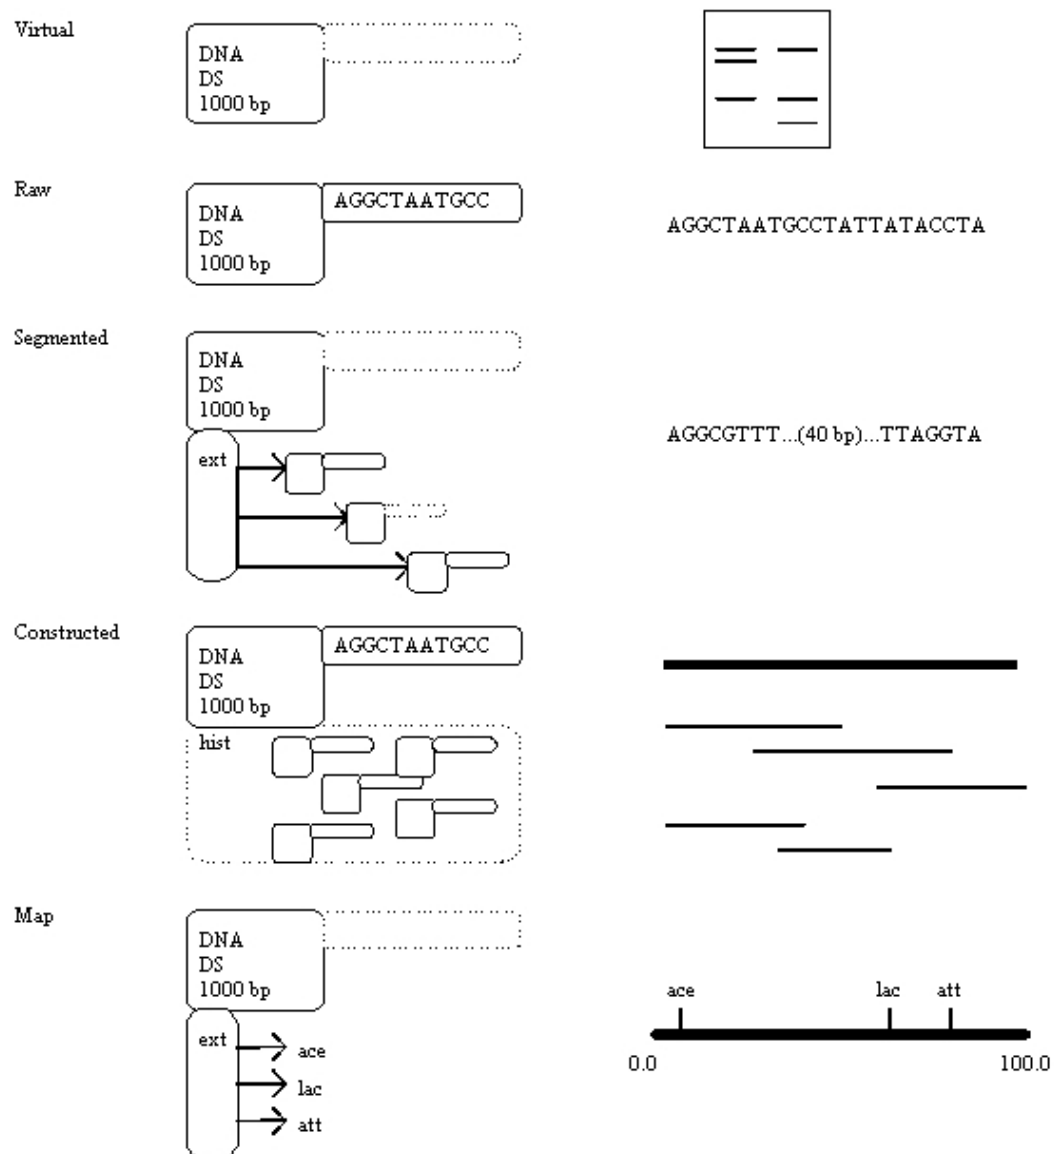 Virtual
DNA
DS
1000 bp
Raw
DNA
DS
1000 bp
AGGCTAATGCC
AGGCTAATGCCTATTATACCTA
Segmented
DNA
DS
1000 bp
ext
AGGCGTTT...(40 bp)...TTAGGTA
Constructed
DNA
DS
1000 bp
AGGCTAATGCC
hist
Map
DNA
DS
1000 bp
ext
ace
lac
att
ace lac att
0.0 100.0